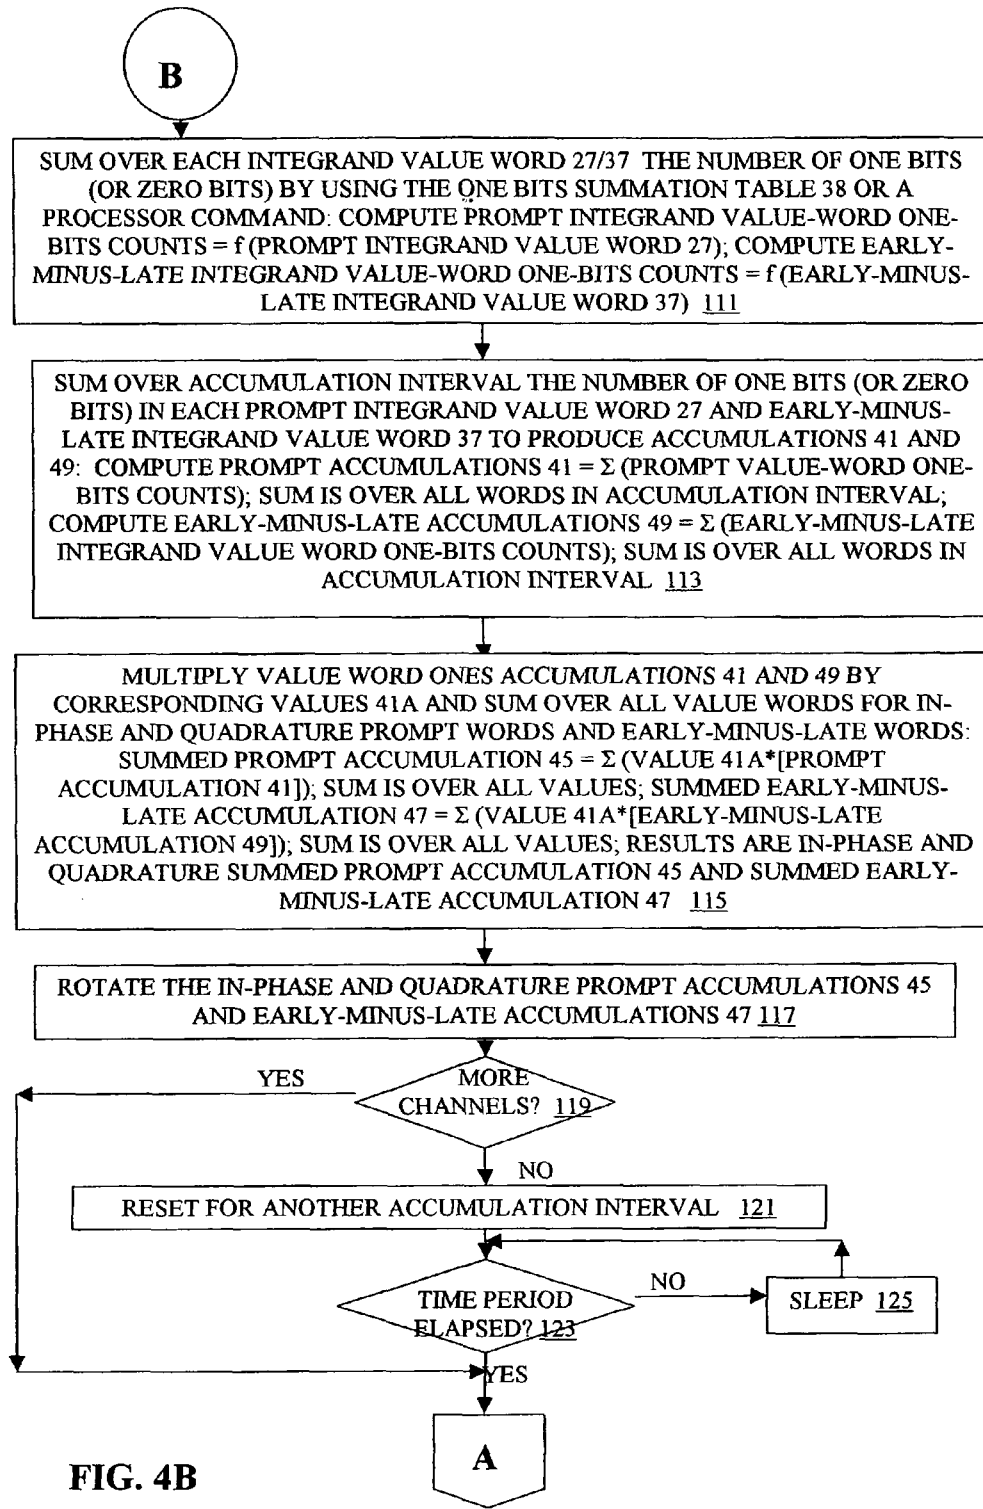 B
SUM OVER EACH INTEGRAND VALUE WORD 27/37 THE NUMBER OF ONE BITS
(OR ZERO BITS) BY USING THE ONE BITS SUMMATION TABLE 38 OR A
PROCESSOR COMMAND: COMPUTE PROMPT INTEGRAND VALUE-WORD ONE-
BITS COUNTS = f (PROMPT INTEGRAND VALUE WORD 27); COMPUTE EARLY-
MINUS-LATE INTEGRAND VALUE-WORD ONE-BITS COUNTS = f (EARLY-MINUS-
LATE INTEGRAND VALUE WORD 37) 111
SUM OVER ACCUMULATION INTERVAL THE NUMBER OF ONE BITS (OR ZERO
BITS) IN EACH PROMPT INTEGRAND VALUE WORD 27 AND EARLY-MINUS-
LATE INTEGRAND VALUE WORD 37 TO PRODUCE ACCUMULATIONS 41 AND
49: COMPUTE PROMPT ACCUMULATIONS 41 = Σ (PROMPT VALUE-WORD ONE-
BITS COUNTS); SUM IS OVER ALL WORDS IN ACCUMULATION INTERVAL;
COMPUTE EARLY-MINUS-LATE ACCUMULATIONS 49 = Σ (EARLY-MINUS-LATE
INTEGRAND VALUE WORD ONE-BITS COUNTS); SUM IS OVER ALL WORDS IN
ACCUMULATION INTERVAL 113
MULTIPLY VALUE WORD ONES ACCUMULATIONS 41 AND 49 BY
CORRESPONDING VALUES 41A AND SUM OVER ALL VALUE WORDS FOR IN-
PHASE AND QUADRATURE PROMPT WORDS AND EARLY-MINUS-LATE WORDS:
SUMMED PROMPT ACCUMULATION 45 = Σ (VALUE 41A*[PROMPT
ACCUMULATION 41]); SUM IS OVER ALL VALUES; SUMMED EARLY-MINUS-
LATE ACCUMULATION 47 = Σ (VALUE 41A*[EARLY-MINUS-LATE
ACCUMULATION 49]); SUM IS OVER ALL VALUES; RESULTS ARE IN-PHASE AND
QUADRATURE SUMMED PROMPT ACCUMULATION 45 AND SUMMED EARLY-
MINUS-LATE ACCUMULATION 47 115
ROTATE THE IN-PHASE AND QUADRATURE PROMPT ACCUMULATIONS 45
AND EARLY-MINUS-LATE ACCUMULATIONS 47 117
YES
MORE
CHANNELS? 119
NO
RESET FOR ANOTHER ACCUMULATION INTERVAL 121
TIME PERIOD
ELAPSED? 123
NO
SLEEP 125
YES
A
FIG. 4B